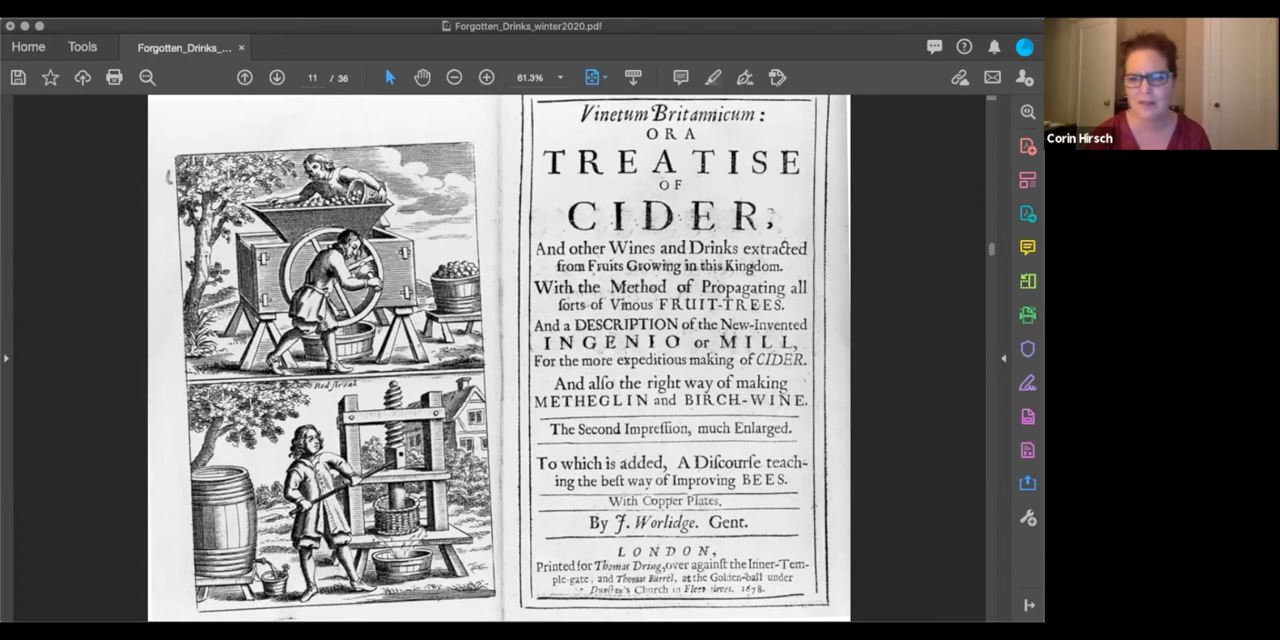 Forgotten_Drinks_winter2020.pdf
Home Tools Forgotten_Drinks_... ×
11 / 36 61.3%
Corin Hirsch
Red streak
Vinetum Britannicum:
OR A
TREATISE
OF
CIDER,
And other Wines and Drinks extracted
from Fruits Growing in this Kingdom.
With the Method of Propagating all
ſorts of Vinous FRUIT-TREES.
And a DESCRIPTION of the New-Invented
INGENIO or MILL,
For the more expeditious making of CIDER.
And alſo the right way of making
METHEGLIN and BIRCH-WINE.
The Second Impreſſion, much Enlarged.
To which is added, A Diſcourſe teach-
ing the beſt way of Improving BEES.
With Copper Plates.
By J. Worlidge. Gent.
LONDON,
Printed for Thomas Dring, over againſt the Inner-Tem-
ple-gate; and Thomas Burrel, at the Golden-ball under
Dunſtan's Church in Fleet ſtreet. 1678.